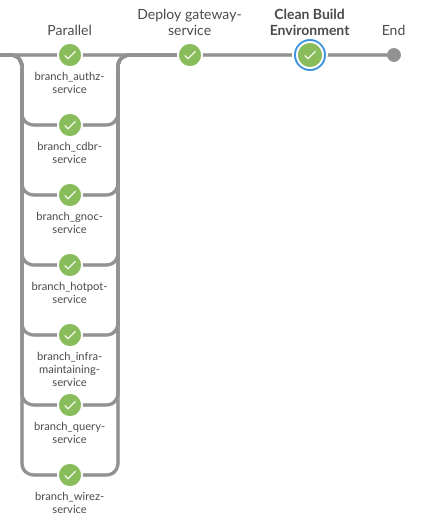 Parallel
Deploy gateway-
service
Clean Build
Environment
End
branch_authz-
service
branch_cdbr-
service
branch_gnoc-
service
branch_hotpot-
service
branch_infra-
maintaining-
service
branch_query-
service
branch_wirez-
service